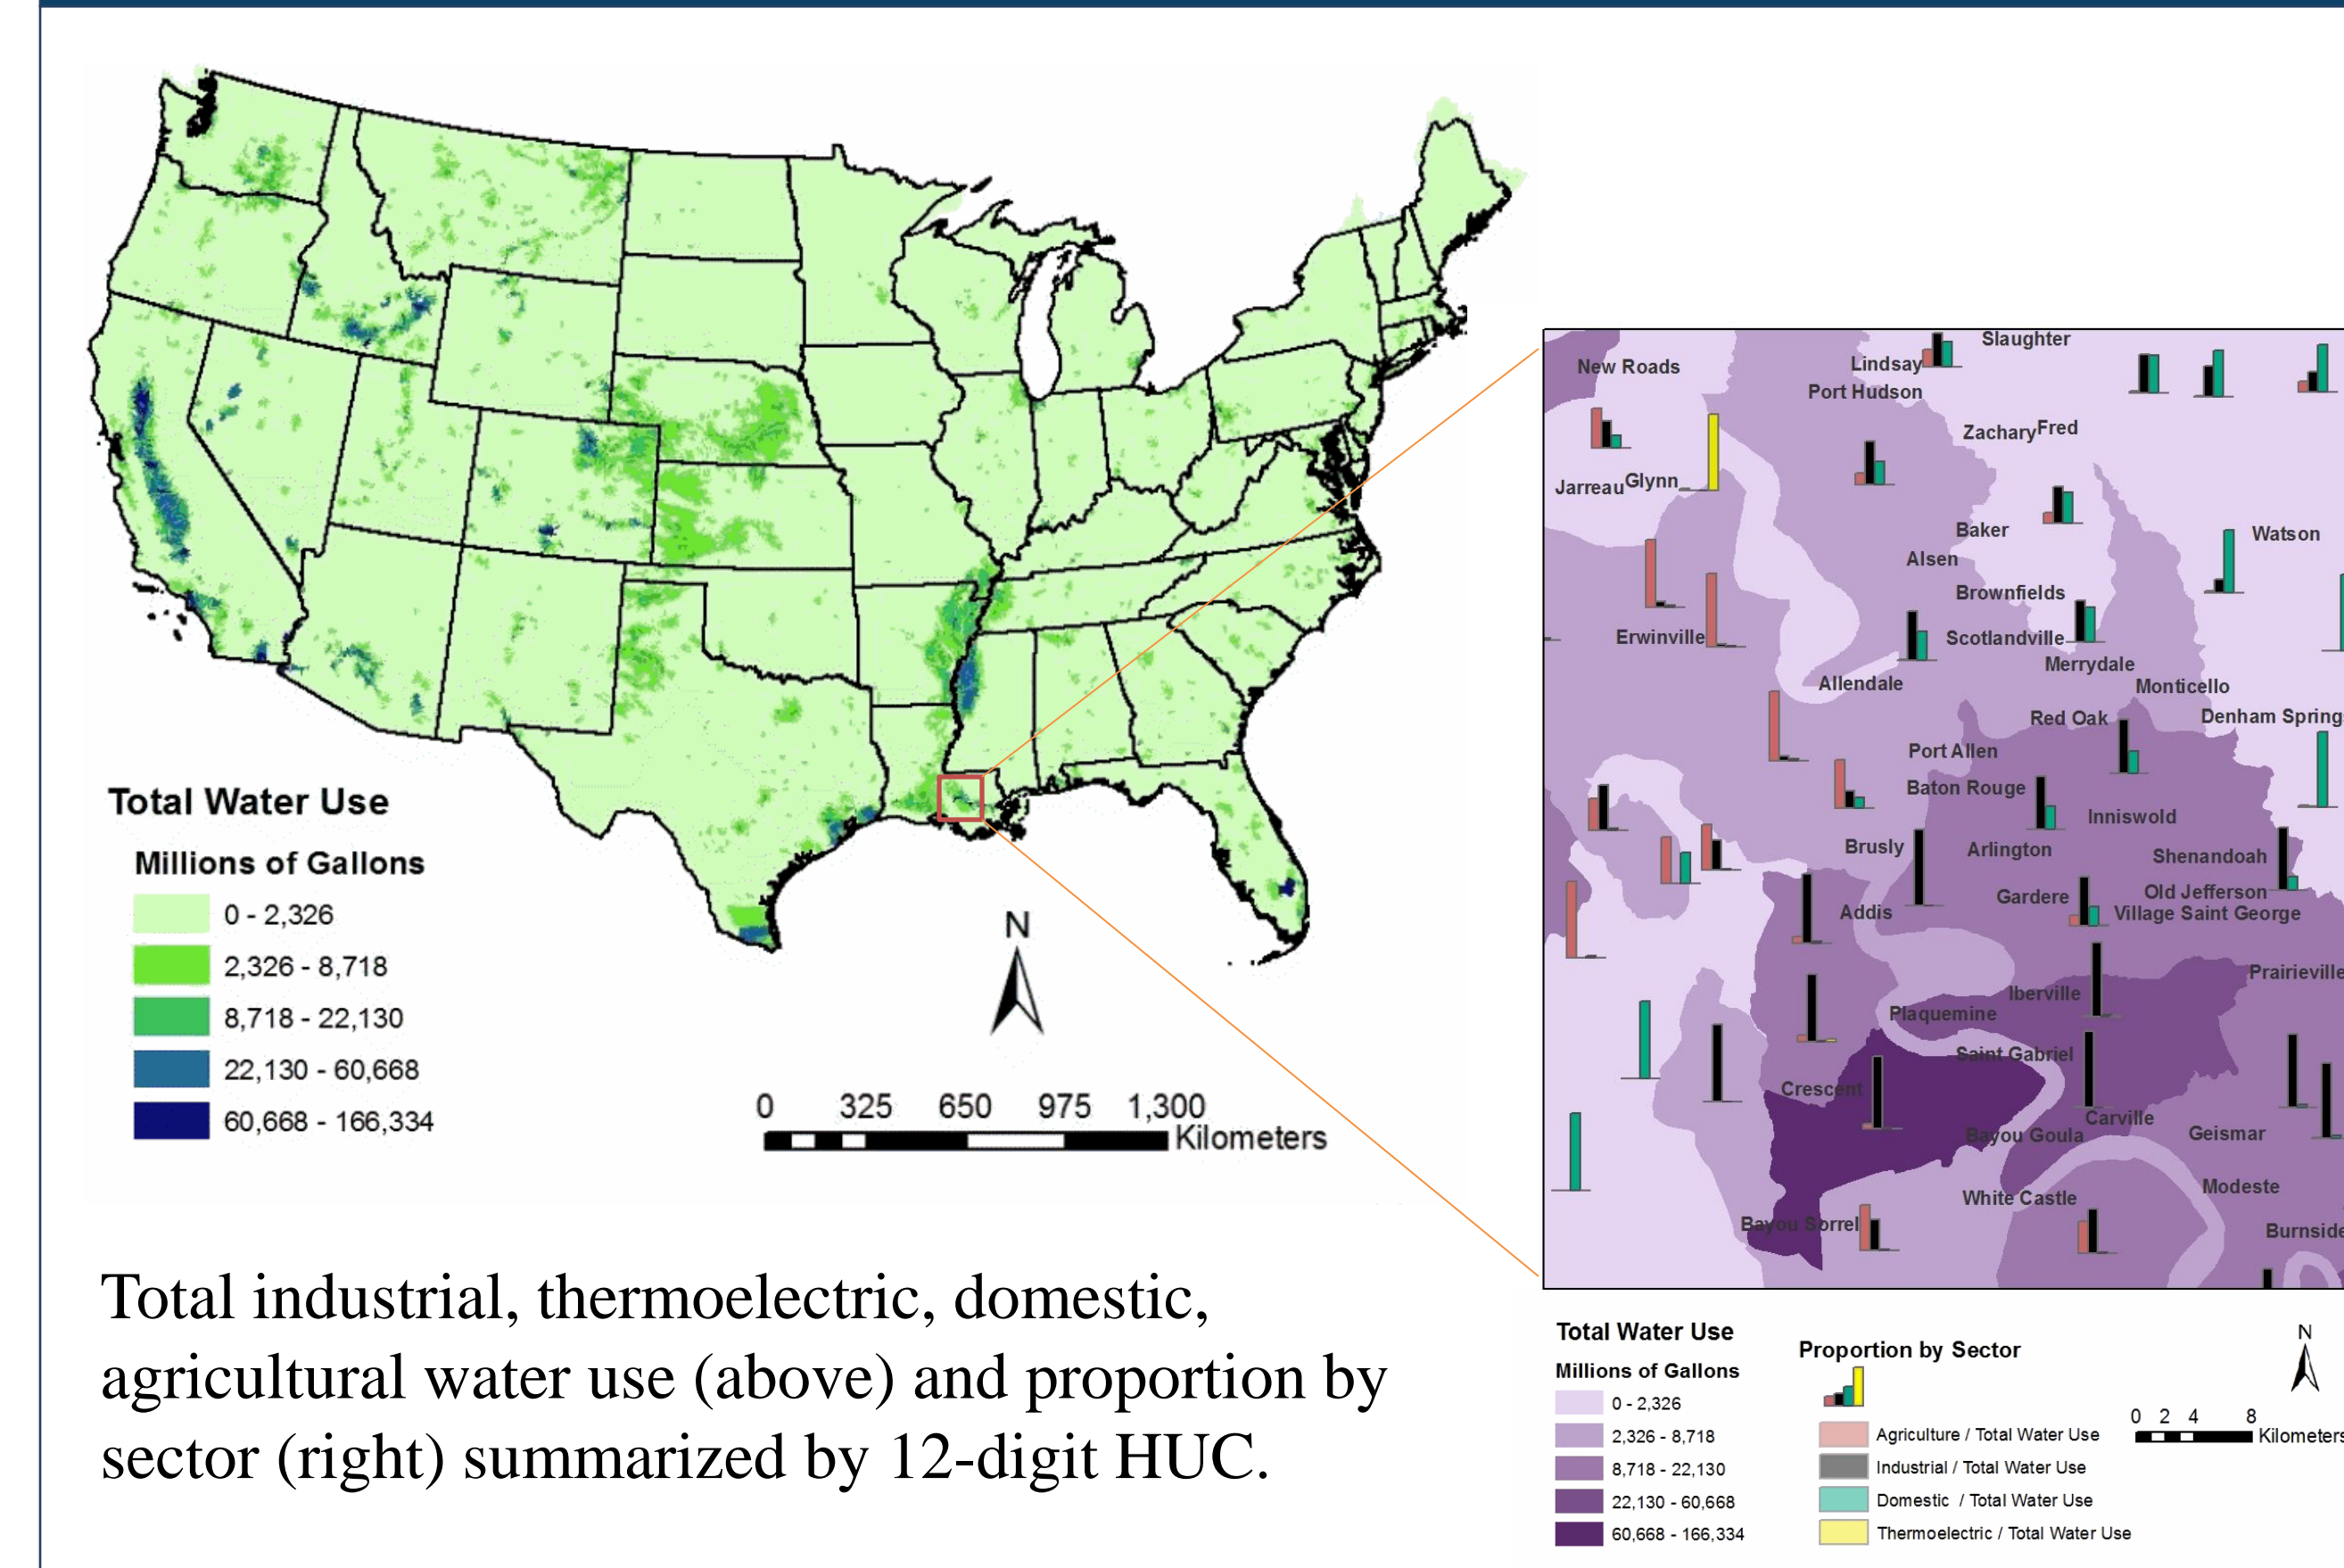 Total Water Use
Millions of Gallons
0 - 2,326
2,326 - 8,718
8,718 - 22,130
22,130 - 60,668
60,668 - 166,334
N
0 325 650 975 1,300
Kilometers
Total industrial, thermoelectric, domestic,
agricultural water use (above) and proportion by
sector (right) summarized by 12-digit HUC.
Slaughter
New Roads
Lindsay
Port Hudson
Zachary
Fred
Jarreau
Glynn
Baker
Watson
Alsen
Brownfields
Erwinville
Scotlandville
Merrydale
Allendale
Monticello
Red Oak
Denham Spring
Port Allen
Baton Rouge
Inniswold
Brusly
Arlington
Shenandoah
Gardere
Old Jefferson
Addis
Village Saint George
Prairieville
Iberville
Plaquemine
Saint Gabriel
Crescent
Carville
Bayou Goula
Geismar
Modeste
White Castle
Bayou Sorrel
Burnside
Total Water Use
Millions of Gallons
0 - 2,326
2,326 - 8,718
8,718 - 22,130
22,130 - 60,668
60,668 - 166,334
Proportion by Sector
Agriculture / Total Water Use
Industrial / Total Water Use
Domestic / Total Water Use
Thermoelectric / Total Water Use
N
0 2 4 8
Kilometers